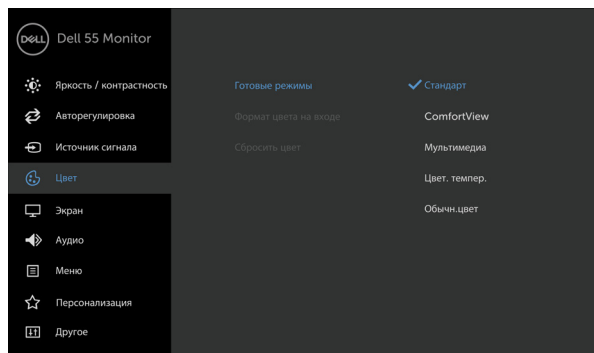 DELL
Dell 55 Monitor
Яркость / контрастность
Готовые режимы
Стандарт
Авторегулировка
Формат цвета на входе
ComfortView
Источник сигнала
Сбросить цвет
Мультимедиа
Цвет
Цвет. темпер.
Экран
Обычн.цвет
Аудио
Меню
Персонализация
Другое